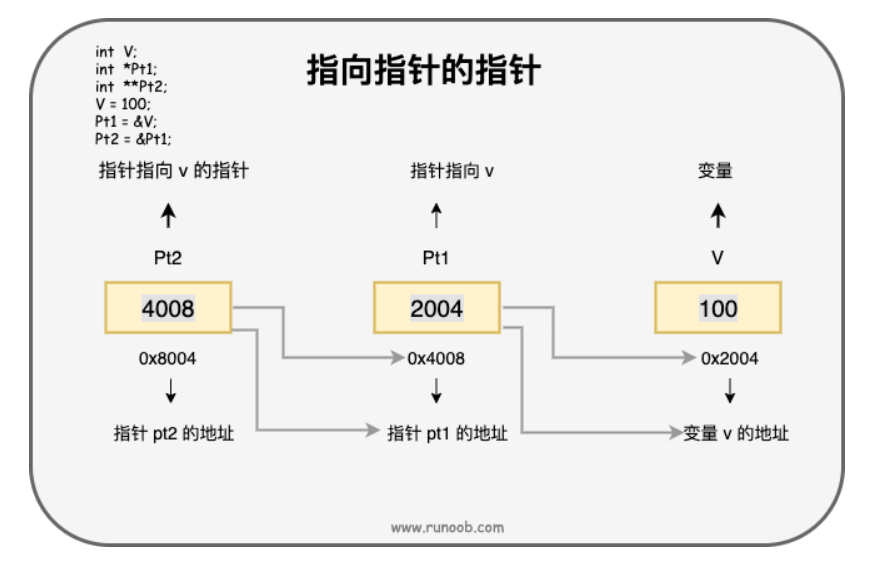 int V;
int *Pt1;
int **Pt2;
V = 100;
Pt1 = &V;
Pt2 = &Pt1;
指向指针的指针
指针指向 v 的指针
指针指向 v
变量
Pt2
Pt1
V
4008
2004
100
0x8004
0x4008
0x2004
指针 pt2 的地址
指针 pt1 的地址
变量 v 的地址
www.runoob.com